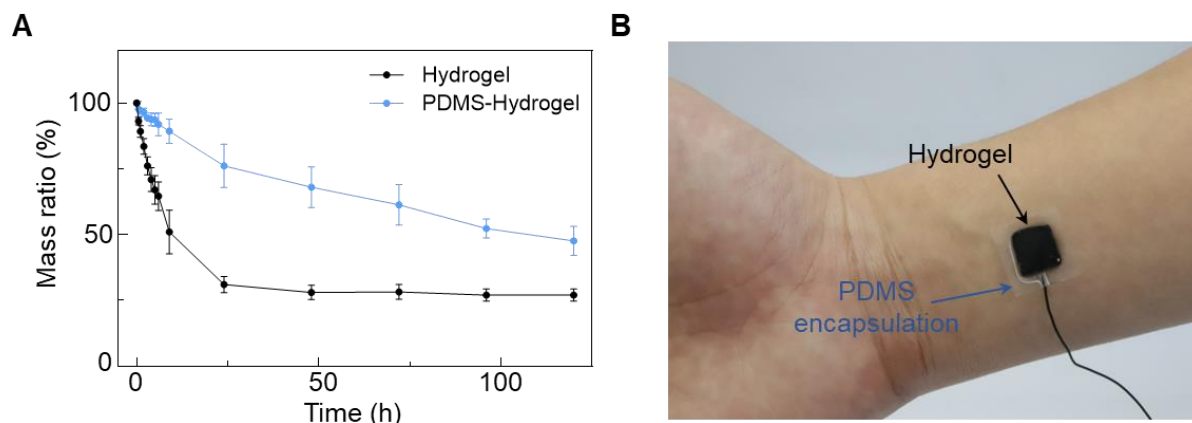 A
Hydrogel
PDMS-Hydrogel
Mass ratio (%)
100
50
0
0
50
100
Time (h)
B
Hydrogel
PDMS
encapsulation